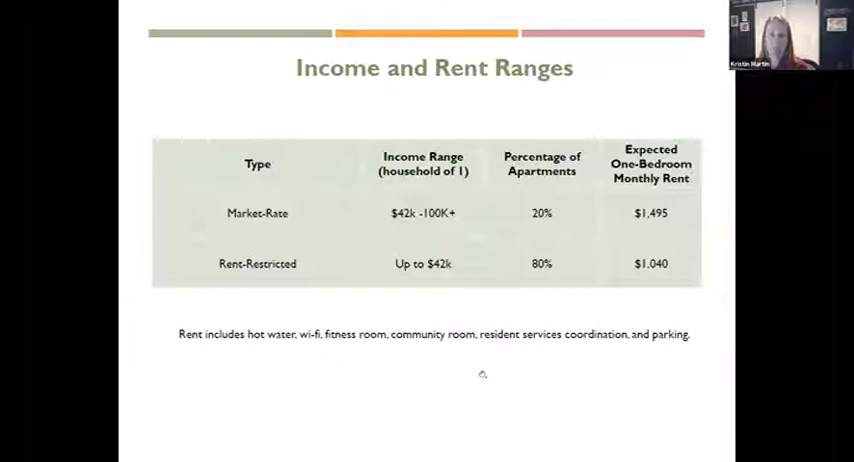 Income and Rent Ranges
Kristin Martin
Type
Income Range
(household of 1)
Percentage of
Apartments
Expected
One-Bedroom
Monthly Rent
Market-Rate
$42k -100K+
20%
$1,495
Rent-Restricted
Up to $42k
80%
$1,040
Rent includes hot water, wi-fi, fitness room, community room, resident services coordination, and parking.